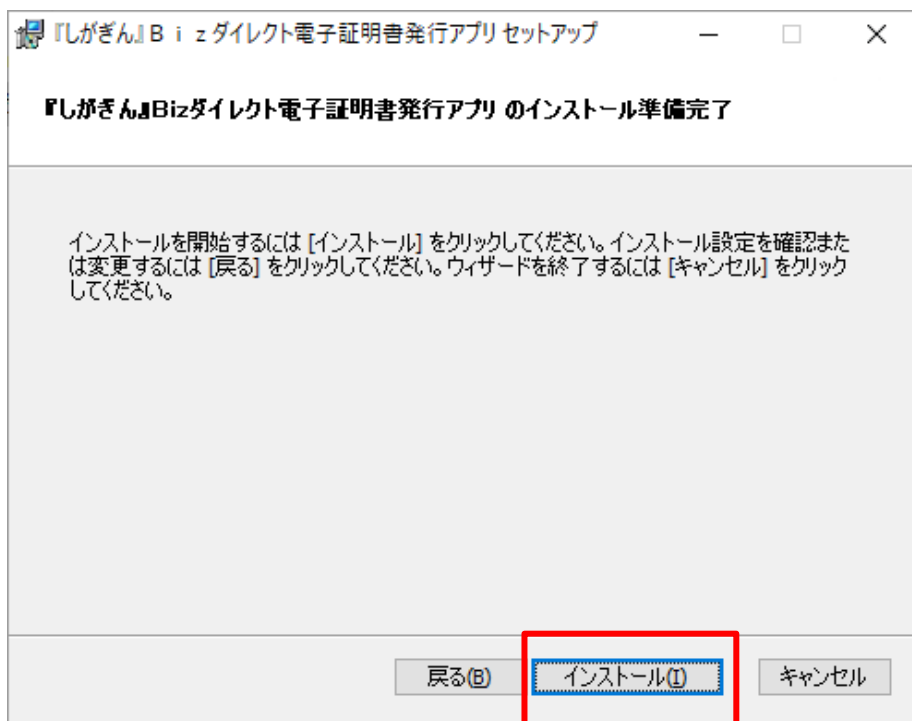 『しがぎん』Ｂｉｚダイレクト電子証明書発行アプリ セットアップ
『しがぎん』Bizダイレクト電子証明書発行アプリ のインストール準備完了
インストールを開始するには [インストール] をクリックしてください。インストール設定を確認また
は変更するには [戻る] をクリックしてください。ウィザードを終了するには [キャンセル] をクリック
してください。
戻る(B) インストール(I) キャンセル